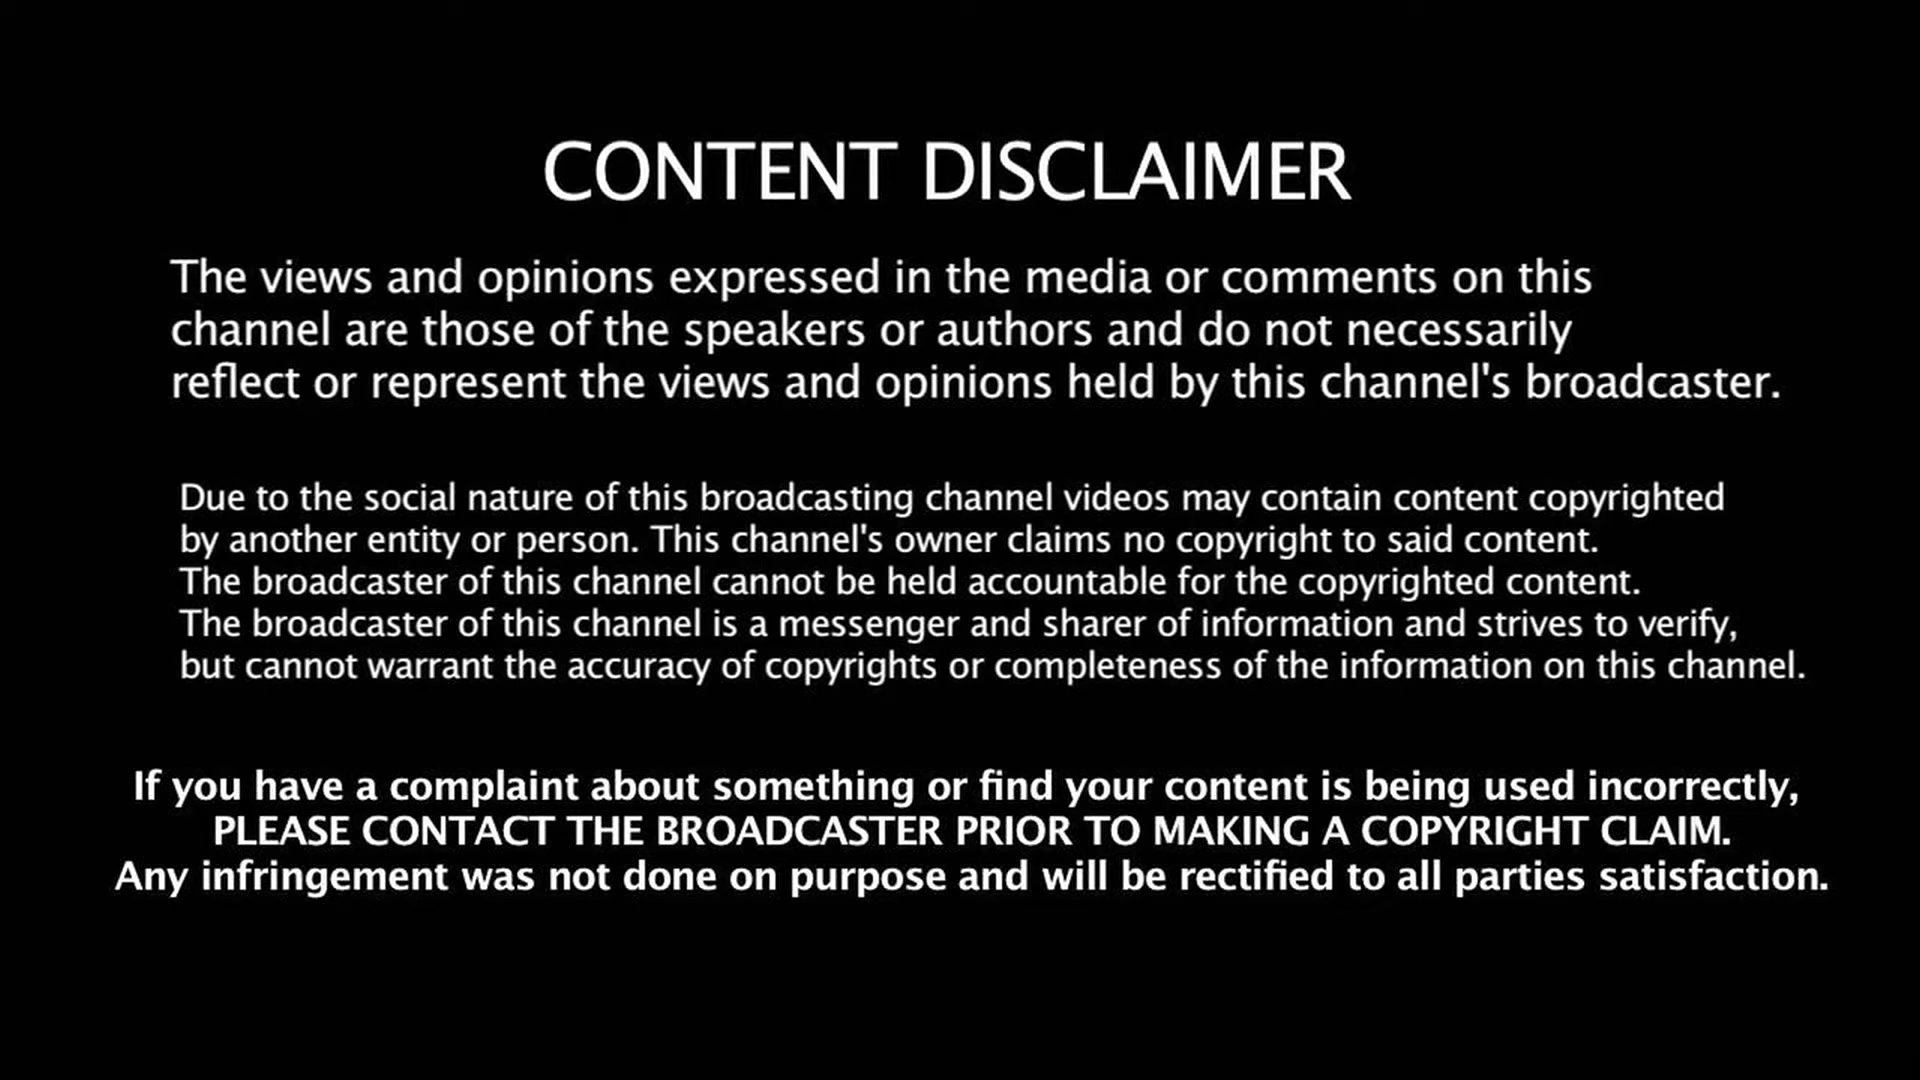 CONTENT DISCLAIMER
The views and opinions expressed in the media or comments on this
channel are those of the speakers or authors and do not necessarily
reflect or represent the views and opinions held by this channel's broadcaster.
Due to the social nature of this broadcasting channel videos may contain content copyrighted
by another entity or person. This channel's owner claims no copyright to said content.
The broadcaster of this channel cannot be held accountable for the copyrighted content.
The broadcaster of this channel is a messenger and sharer of information and strives to verify,
but cannot warrant the accuracy of copyrights or completeness of the information on this channel.
If you have a complaint about something or find your content is being used incorrectly,
PLEASE CONTACT THE BROADCASTER PRIOR TO MAKING A COPYRIGHT CLAIM.
Any infringement was not done on purpose and will be rectified to all parties satisfaction.